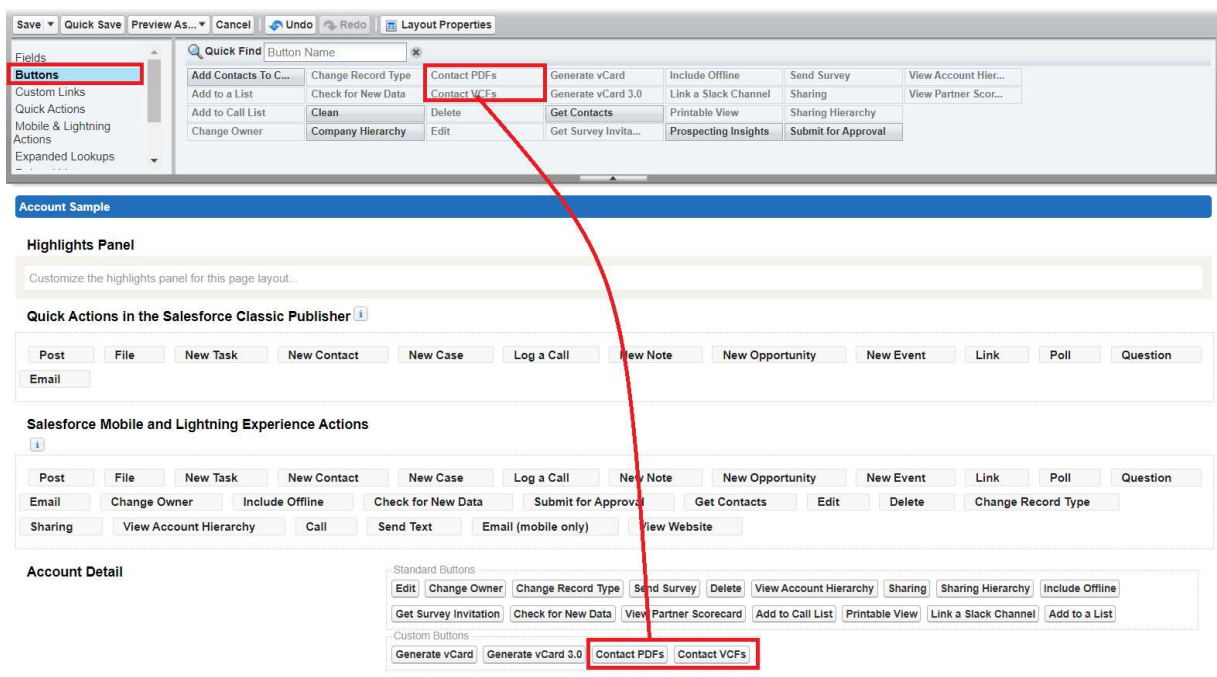 Save Quick Save Preview As... Cancel Undo Redo Layout Properties
Fields
Buttons
Custom Links
Quick Actions
Mobile & Lightning
Actions
Expanded Lookups
Quick Find Button Name
Add Contacts To C... Change Record Type Contact PDFs Generate vCard Include Offline Send Survey View Account Hier...
Add to a List Check for New Data Contact VCFs Generate vCard 3.0 Link a Slack Channel Sharing View Partner Scor...
Add to Call List Clean Delete Get Contacts Printable View Sharing Hierarchy
Change Owner Company Hierarchy Edit Get Survey Invita... Prospecting Insights Submit for Approval
Account Sample
Highlights Panel
Customize the highlights panel for this page layout...
Quick Actions in the Salesforce Classic Publisher
Post File New Task New Contact New Case Log a Call New Note New Opportunity New Event Link Poll Question
Email
Salesforce Mobile and Lightning Experience Actions
Post File New Task New Contact New Case Log a Call New Note New Opportunity New Event Link Poll Question
Email Change Owner Include Offline Check for New Data Submit for Approval Get Contacts Edit Delete Change Record Type
Sharing View Account Hierarchy Call Send Text Email (mobile only) View Website
Account Detail
Standard Buttons
Edit Change Owner Change Record Type Send Survey Delete View Account Hierarchy Sharing Sharing Hierarchy Include Offline
Get Survey Invitation Check for New Data View Partner Scorecard Add to Call List Printable View Link a Slack Channel Add to a List
Custom Buttons
Generate vCard Generate vCard 3.0 Contact PDFs Contact VCFs